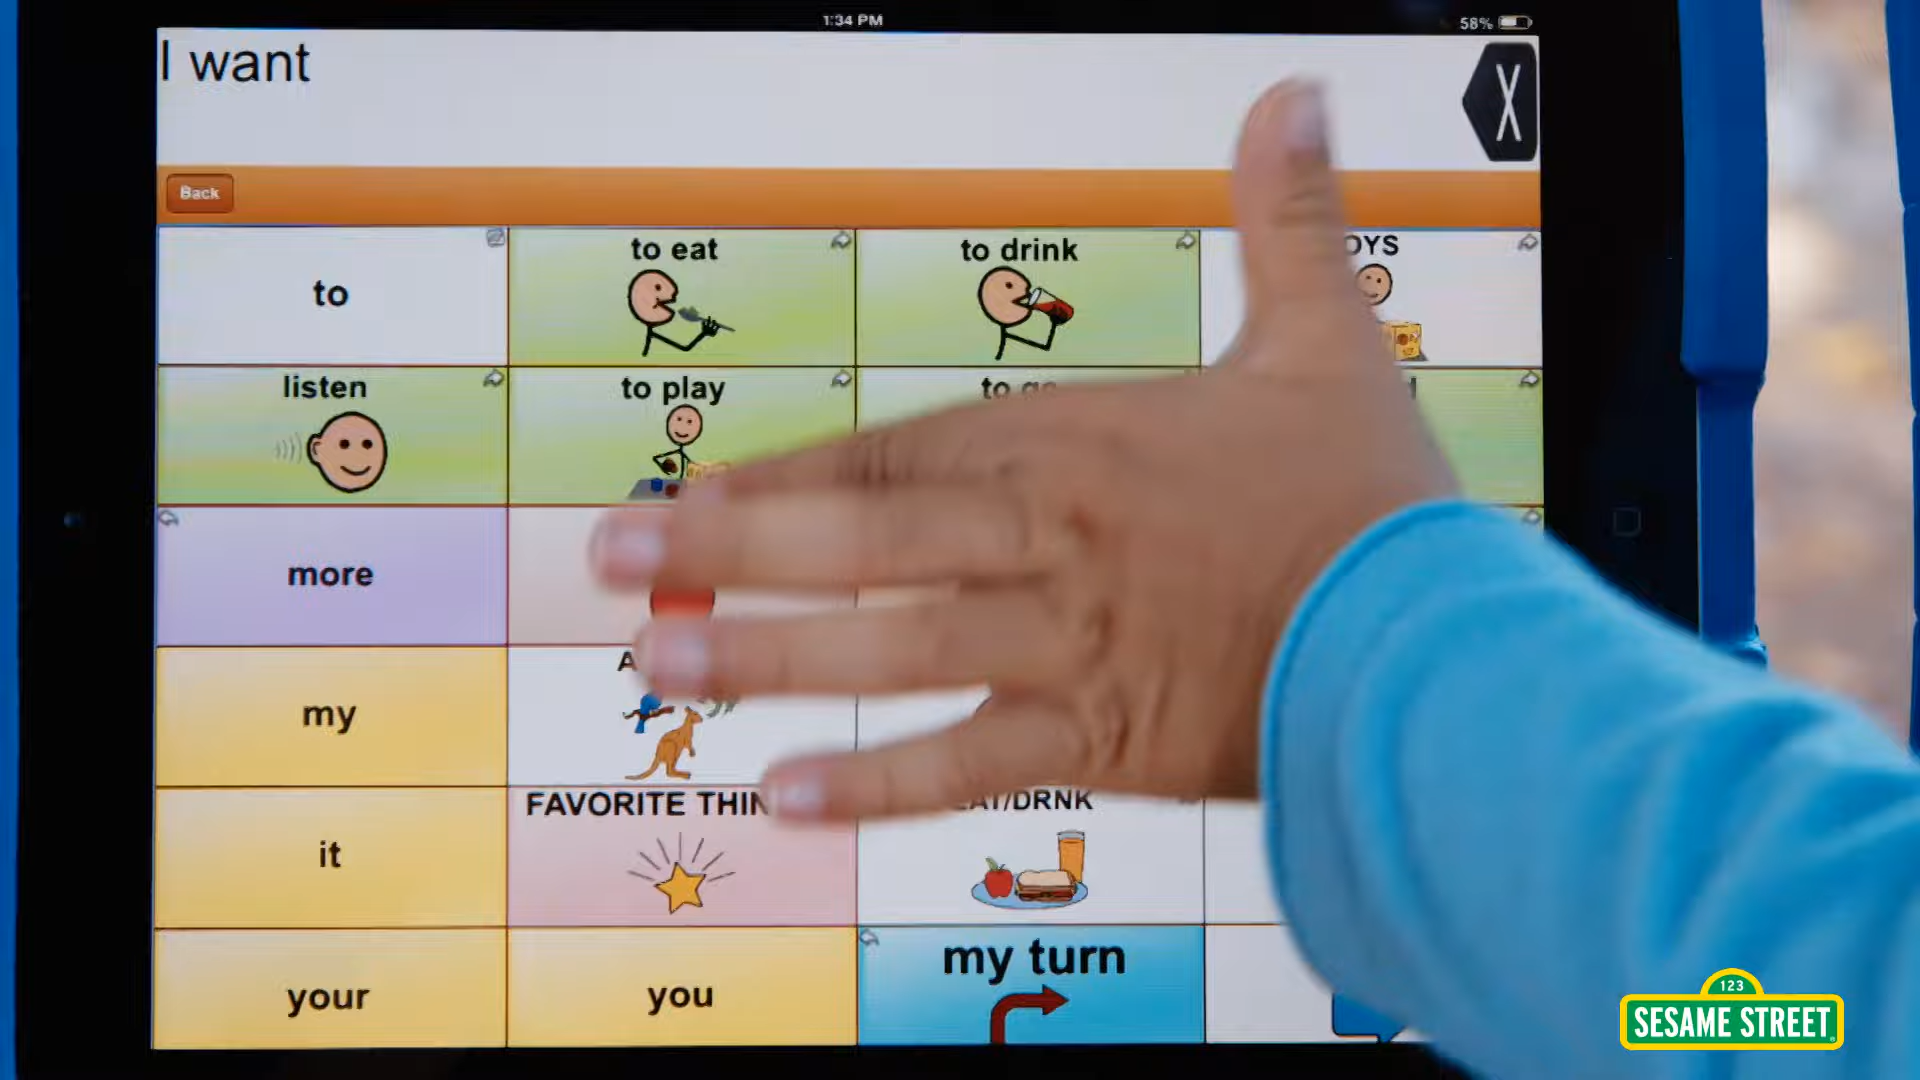 1:34 PM
58%
I want
X
Back
to
to eat
to drink
listen
to play
to
more
my
FAVORITE
it
your
you
my turn
123
SESAME STREET